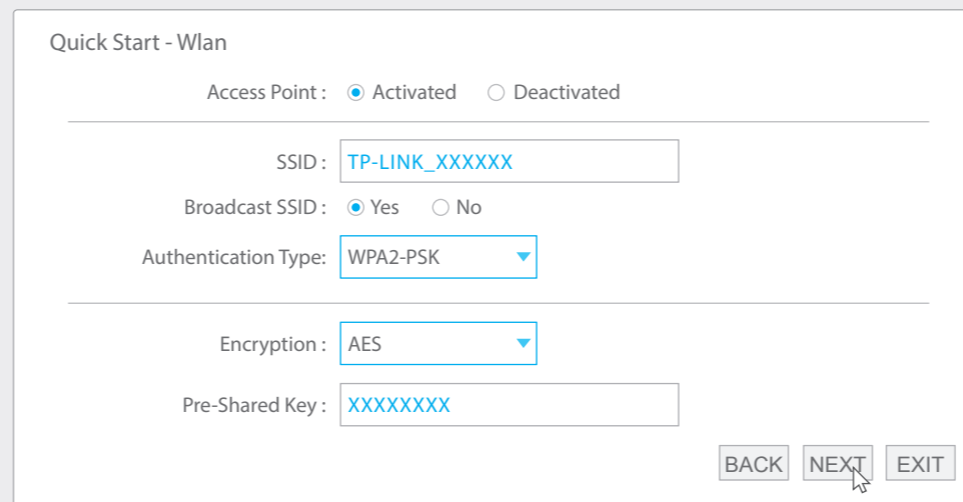 Quick Start - Wlan
Access Point : Activated Deactivated
SSID : TP-LINK_XXXXXX
Broadcast SSID : Yes No
Authentication Type: WPA2-PSK
Encryption : AES
Pre-Shared Key : XXXXXXXX
BACK NEXT EXIT